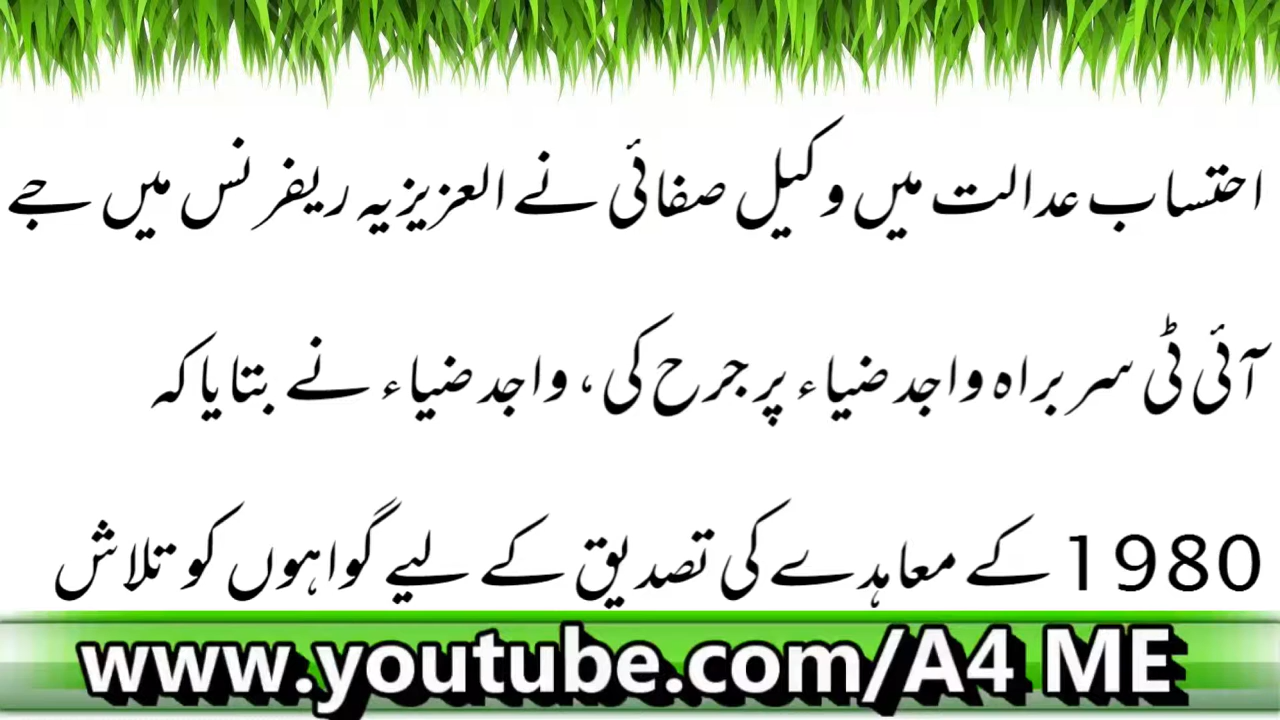 احتساب عدالت میں وکیل صفائی نے العزیزیہ ریفرنس میں جے
آئی ٹی سربراہ واجد ضیاء پر جرح کی، واجد ضیاء نے بتایا کہ
1980 کے معاہدے کی تصدیق کے لیے گواہوں کو تلاش
www.youtube.com/A4 ME